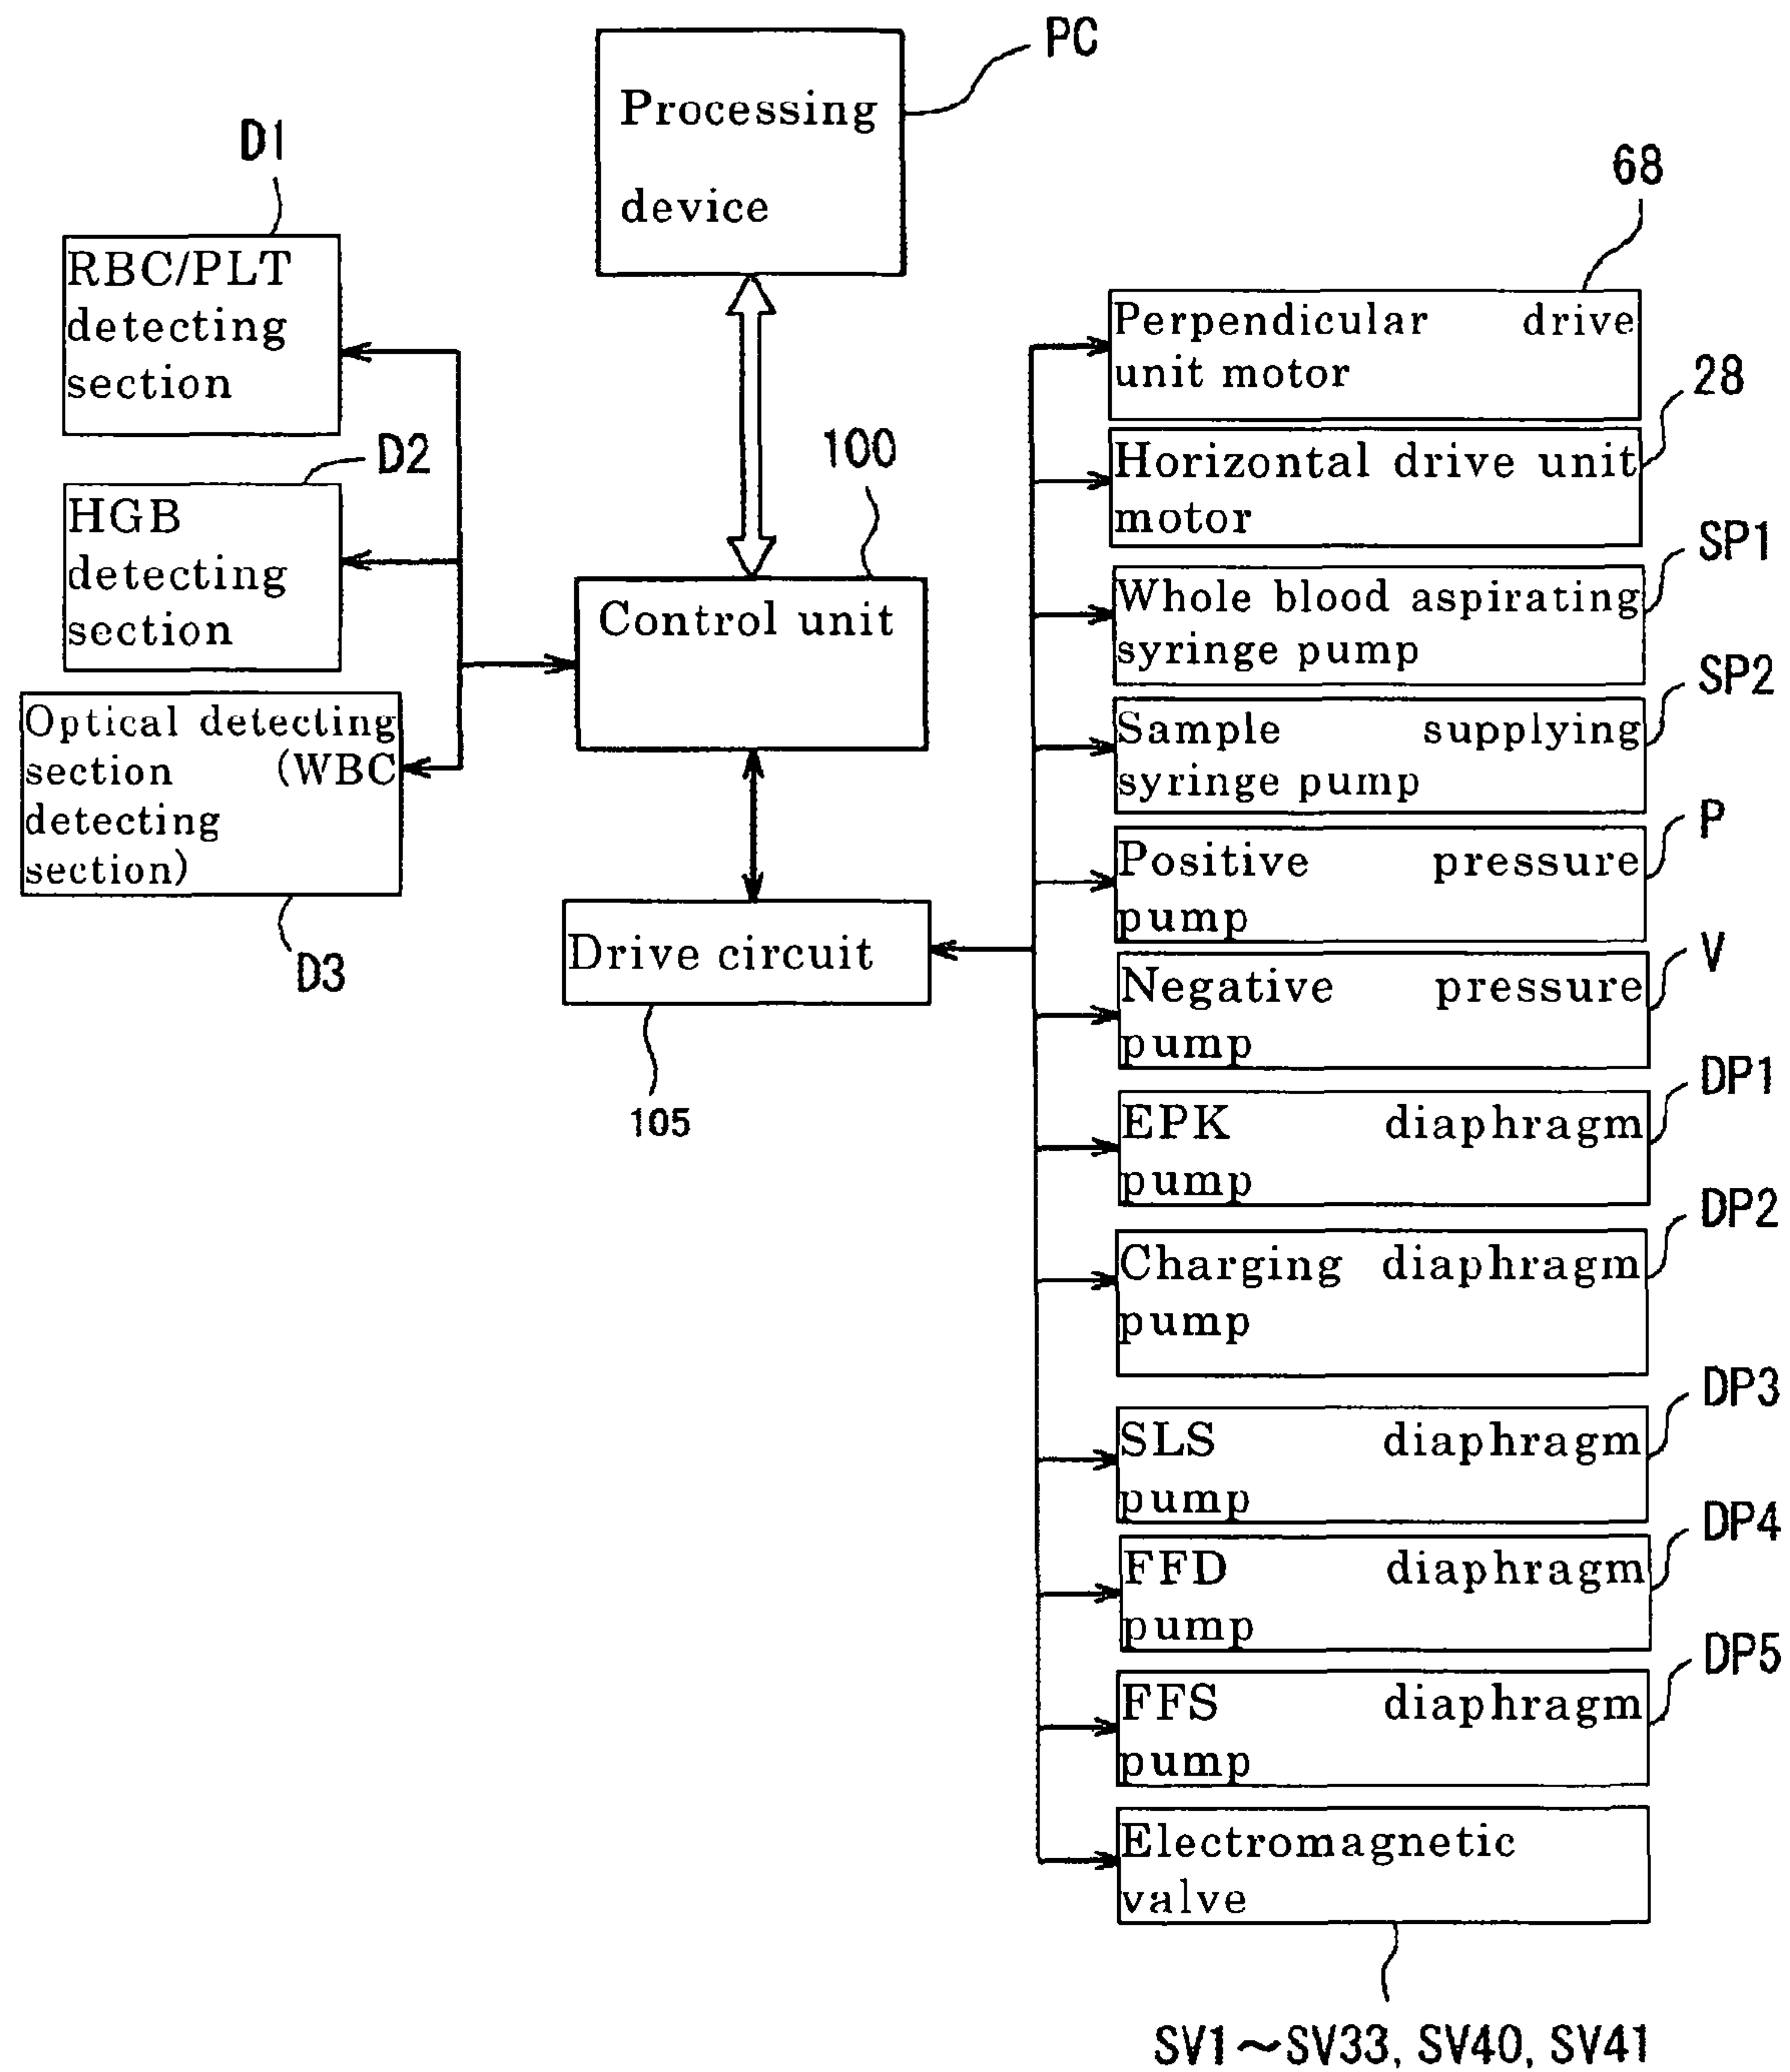 PC
Processing
device
D1
RBC/PLT
detecting
section
D2
HGB
detecting
section
Optical detecting
section (WBC
detecting
section)
D3
100
Control unit
Drive circuit
105
68
Perpendicular drive
unit motor
28
Horizontal drive unit
motor
SP1
Whole blood aspirating
syringe pump
SP2
Sample supplying
syringe pump
P
Positive pressure
pump
V
Negative pressure
pump
DP1
EPK diaphragm
pump
DP2
Charging diaphragm
pump
DP3
SLS diaphragm
pump
DP4
FFD diaphragm
pump
DP5
FFS diaphragm
pump
Electromagnetic
valve
SV1~SV33, SV40, SV41